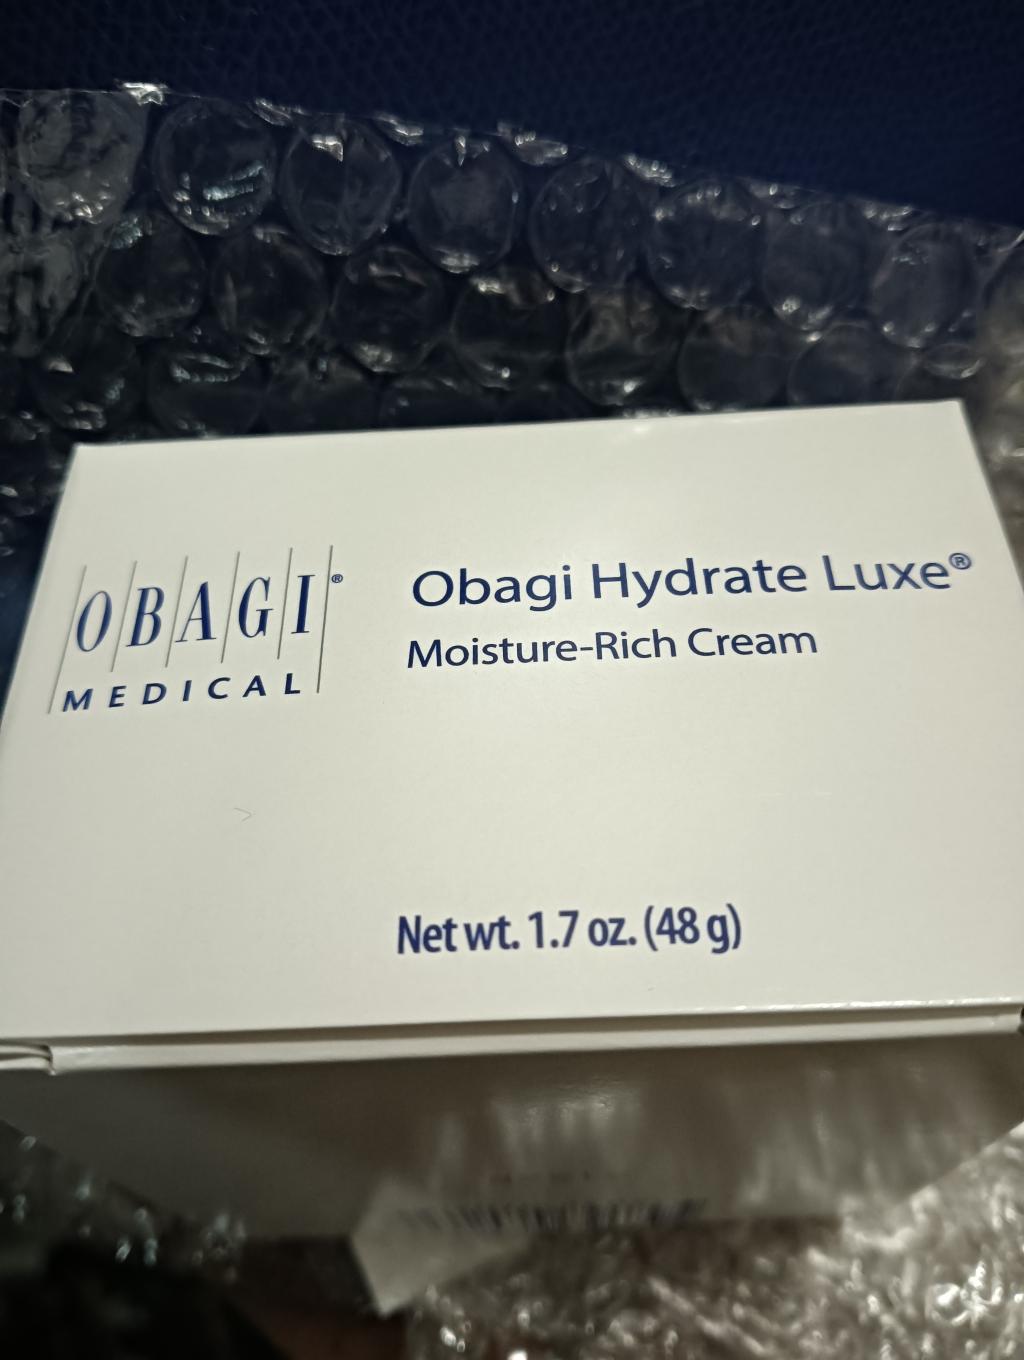 OBAGI®
MEDICAL
Obagi Hydrate Luxe®
Moisture-Rich Cream
Net wt. 1.7 oz. (48 g)